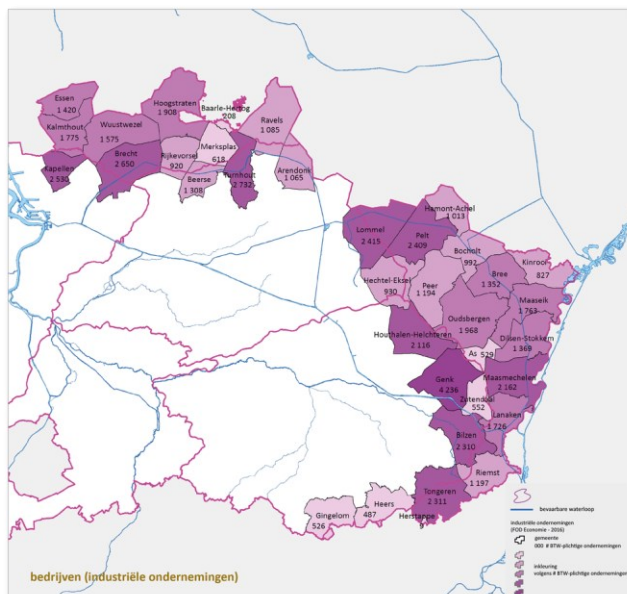 Essen
1 420
Kalmthout
1 775
Wuustwezel
1 575
Hoogstraten
1 908
Baarle-Hertog
208
Ravels
1 085
Kapellen
2 530
Brecht
2 650
Rijkevorsel
920
Merksplas
618
Beerse
1 308
Turnhout
2 732
Arendonk
1 065
Hamont-Achel
1 013
Lommel
2 415
Pelt
2 409
Bocholt
992
Kinrooi
827
Hechtel-Eksel
930
Peer
1 194
Bree
1 352
Maaseik
1 763
Oudsbergen
1 968
Dilsen-Stokkem
1 369
Houthalen-Helchteren
2 116
As 529
Genk
4 236
Maasmechelen
2 162
Zutendaal
552
Lanaken
1 726
Bilzen
2 310
Riemst
1 197
Tongeren
2 311
Herstappe
Heers
487
Gingelom
526
bevaarbare waterloop
industriële ondernemingen
(FOD Economie - 2016)
gemeente
000 # BTW-plichtige ondernemingen
inkleuring
volgens # BTW-plichtige ondernemingen
bedrijven (industriële ondernemingen)